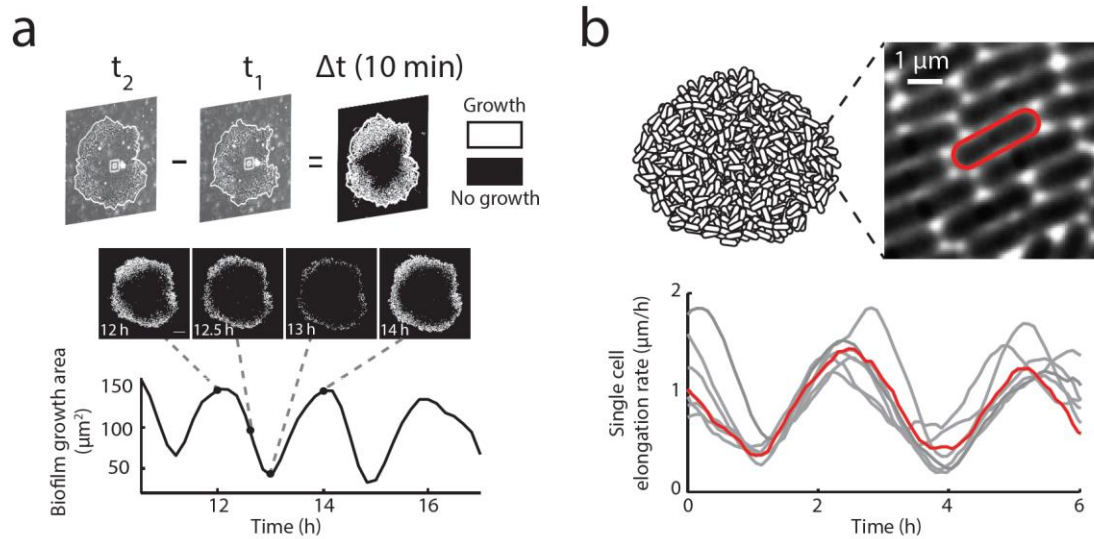 a
t2 t1 Δt (10 min)
− =
Growth
No growth
12 h 12.5 h 13 h 14 h
Biofilm growth area
(μm²)
150
100
50
12 14 16
Time (h)
b
1 μm
Single cell
elongation rate (μm/h)
2
1
0
0 2 4 6
Time (h)